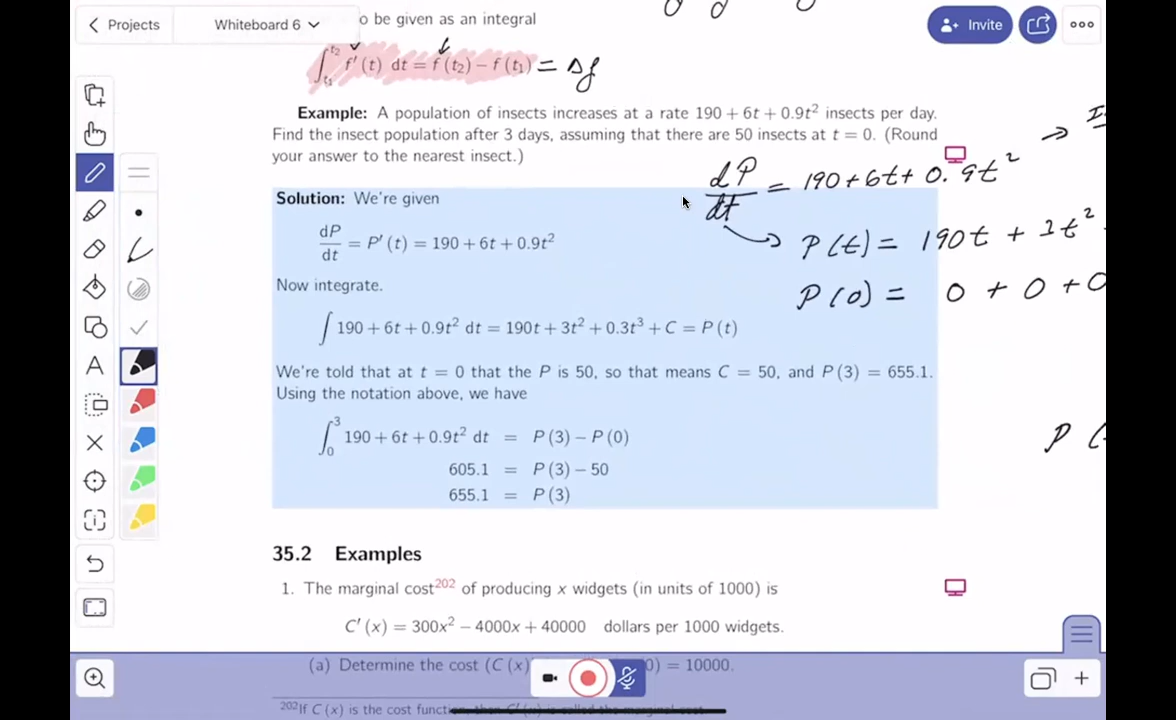 Projects
Whiteboard 6
Invite
o be given as an integral
∫_{t₁}^{t₂} f′(t) dt = f(t₂) − f(t₁) = Δf
Example: A population of insects increases at a rate 190 + 6t + 0.9t² insects per day.
Find the insect population after 3 days, assuming that there are 50 insects at t = 0. (Round
your answer to the nearest insect.)
dP/dt = 190+6t+ 0.9t²
Solution: We're given
dP/dt = P′(t) = 190 + 6t + 0.9t²
P(t) = 190t +
P(0) = 0 + 0 + 0
Now integrate.
∫ 190 + 6t + 0.9t² dt = 190t + 3t² + 0.3t³ + C = P(t)
We're told that at t = 0 that the P is 50, so that means C = 50, and P(3) = 655.1.
Using the notation above, we have
∫₀³ 190 + 6t + 0.9t² dt = P(3) − P(0)
P (
605.1 = P(3) − 50
655.1 = P(3)
35.2 Examples
1. The marginal cost²⁰² of producing x widgets (in units of 1000) is
C′(x) = 300x² − 4000x + 40000 dollars per 1000 widgets.
(a) Determine the cost (C(x) 0) = 10000.
²⁰²If C(x) is the cost